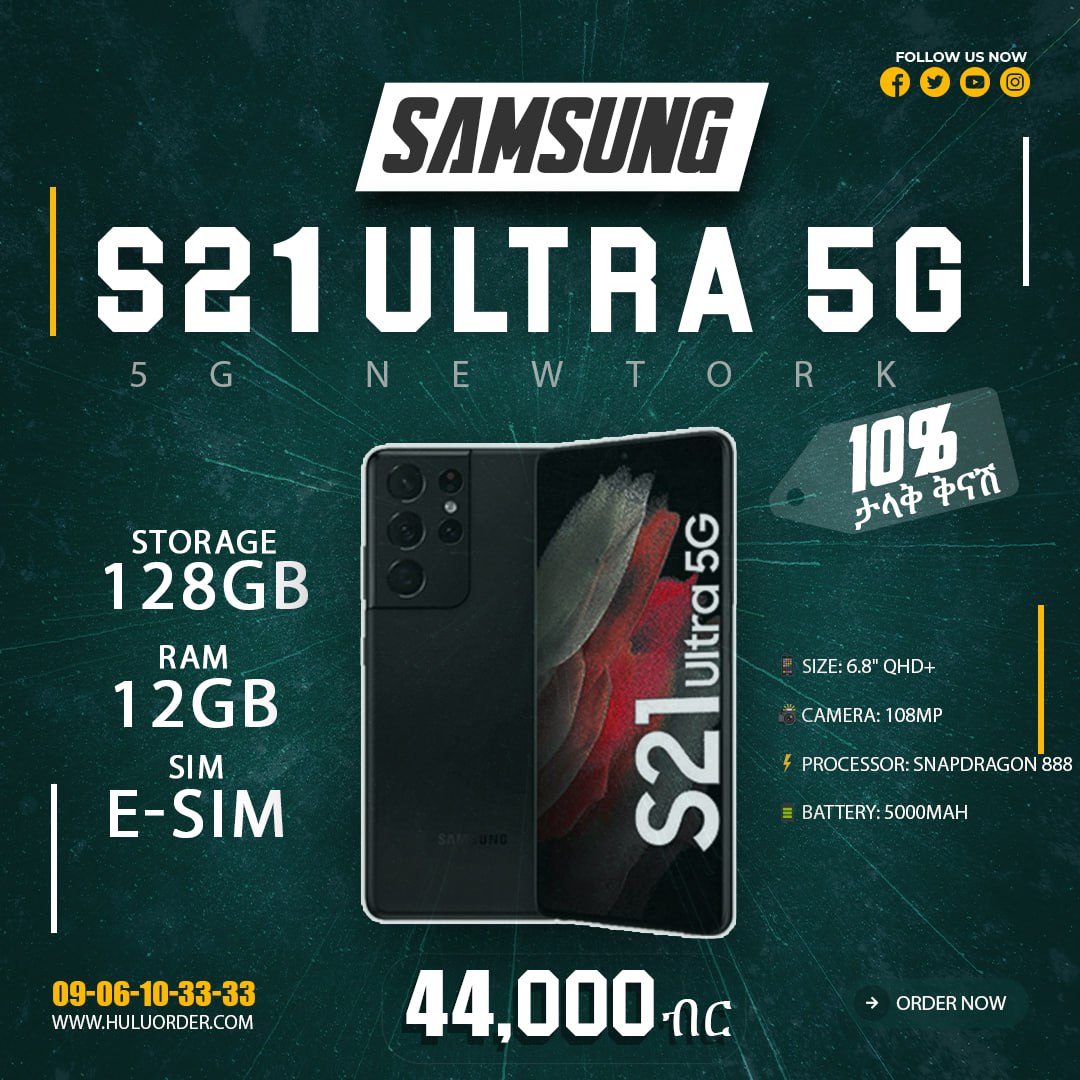 FOLLOW US NOW
SAMSUNG
S21 ULTRA 5G
5G NEWTORK
10%
ታላቅ ቅናሽ
STORAGE
128GB
RAM
12GB
SIM
E-SIM
S21 Ultra 5G
SAMSUNG
SIZE: 6.8" QHD+
CAMERA: 108MP
PROCESSOR: SNAPDRAGON 888
BATTERY: 5000MAH
09-06-10-33-33
WWW.HULUORDER.COM
44,000 ብር
ORDER NOW